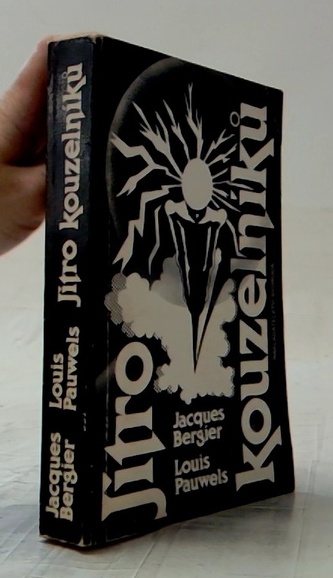 Jacques
Bergier
Louis
Pauwels
Jitro kouzelníků
Jitro
kouzelníků
Jacques
Bergier
Louis
Pauwels